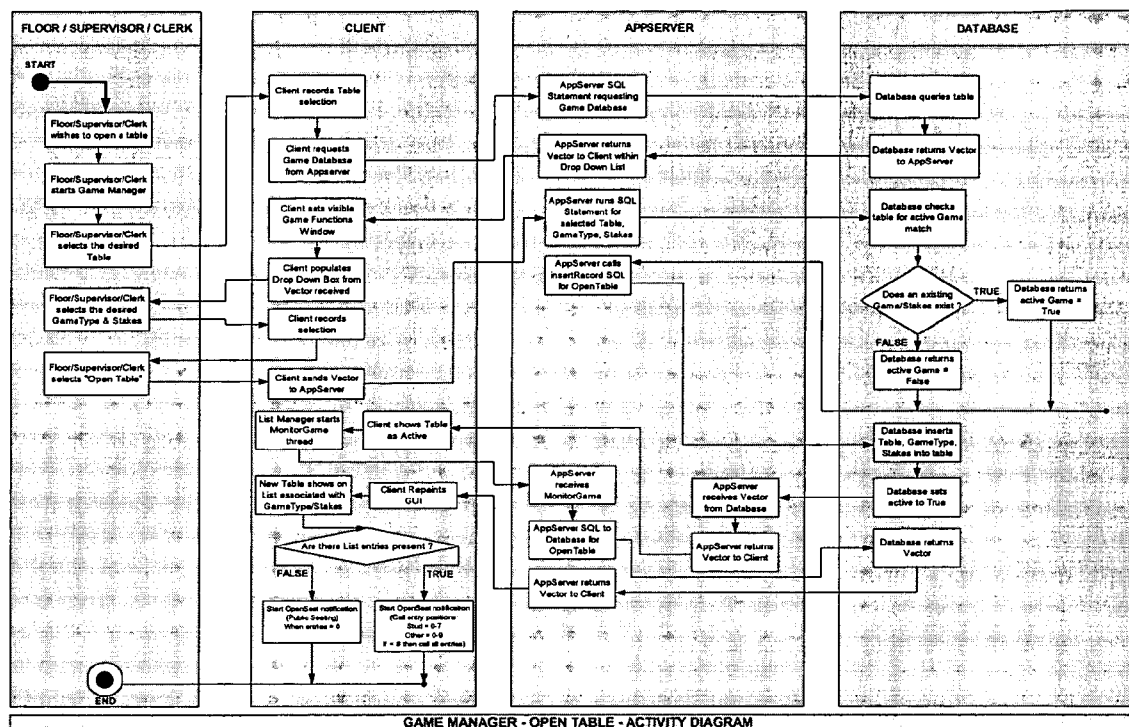 FLOOR / SUPERVISOR / CLERK
START
Floor/Supervisor/Clerk
wishes to open a table
Floor/Supervisor/Clerk
starts Game Manager
Floor/Supervisor/Clerk
selects the desired
Table
Floor/Supervisor/Clerk
selects the desired
GameType & Stakes
Floor/Supervisor/Clerk
selects "Open Table"
END
CLIENT
Client records Table
selection
Client requests
Game Database
from Appserver
Client sets visible
Game Functions
Window
Client populates
Drop Down Box from
Vector received
Client records
selection
Client sends Vector
to AppServer
List Manager starts
MonitorGame
thread
Client shows Table
as Active
New Table shows on
List associated with
GameType/Stakes
Client Repaints
GUI
Are there List entries present ?
FALSE
TRUE
Start OpenSeat notification
(Public Seating)
When entries = 0
Start OpenSeat notification
(Call entry positions
Stud = 0-7
Other = 0-9
then call all entries)
APPSERVER
AppServer SQL
Statement requesting
Game Database
AppServer returns
Vector to Client within
Drop Down List
AppServer runs SQL
Statement for
selected Table,
GameType, Stakes
AppServer calls
insertRecord SQL
for OpenTable
AppServer
receives
MonitorGame
AppServer
receives Vector
from Database
AppServer SQL to
Database for
OpenTable
AppServer returns
Vector to Client
AppServer returns
Vector to Client
DATABASE
Database queries table
Database returns Vector
to AppServer
Database checks
table for active Game
match
Does an existing
Game/Stakes exist ?
TRUE
Database returns
active Game =
True
FALSE
Database returns
active Game =
False
Database inserts
Table, GameType,
Stakes into table
Database sets
active to True
Database returns
Vector
GAME MANAGER - OPEN TABLE - ACTIVITY DIAGRAM